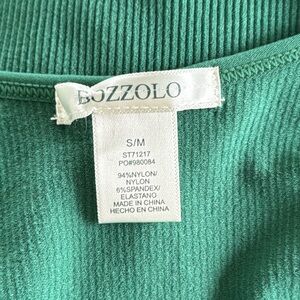 BOZZOLO
S/M
ST71217
PO#980084
94%NYLON/
NYLON
6%SPANDEX/
ELASTANO
MADE IN CHINA
HECHO EN CHINA